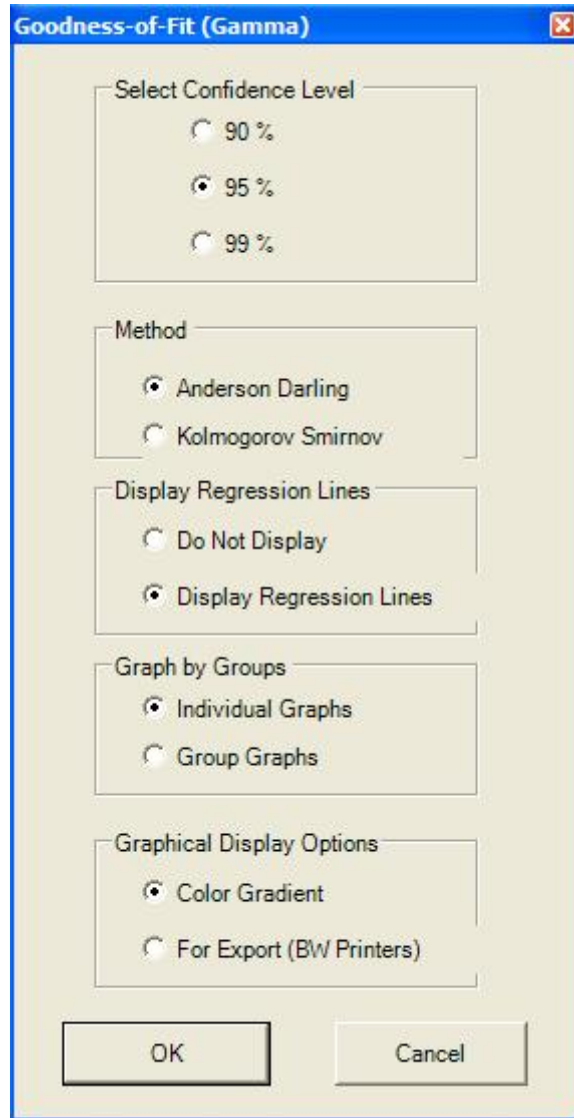 Goodness-of-Fit (Gamma)
Select Confidence Level
90 %
95 %
99 %
Method
Anderson Darling
Kolmogorov Smirnov
Display Regression Lines
Do Not Display
Display Regression Lines
Graph by Groups
Individual Graphs
Group Graphs
Graphical Display Options
Color Gradient
For Export (BW Printers)
OK Cancel